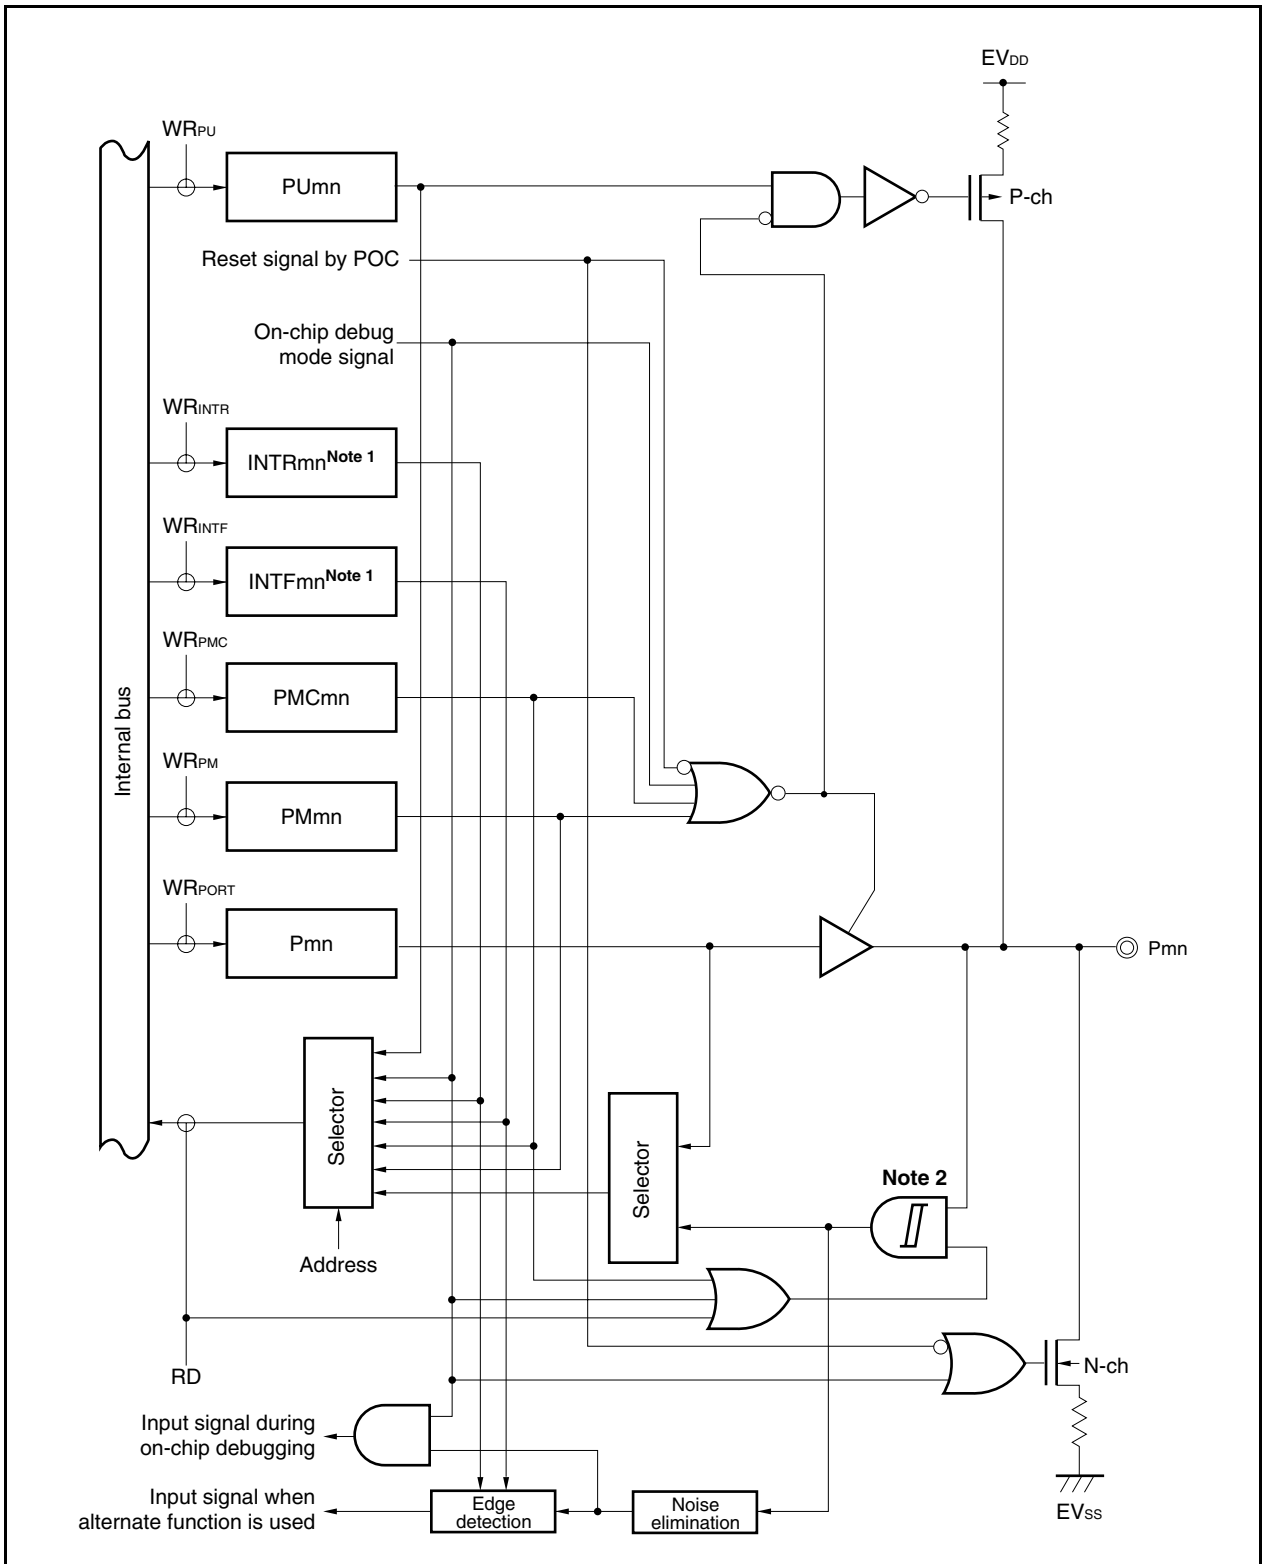 EVDD
WRPU
PUmn
P-ch
Reset signal by POC
On-chip debug
mode signal
WRINTR
INTRmnNote 1
WRINTF
INTFmnNote 1
WRPMC
PMCmn
Internal bus
WRPM
PMmn
WRPORT
Pmn
Pmn
Selector
Selector
Note 2
Address
RD
N-ch
Input signal during
on-chip debugging
Input signal when
alternate function is used
Edge
detection
Noise
elimination
EVSS